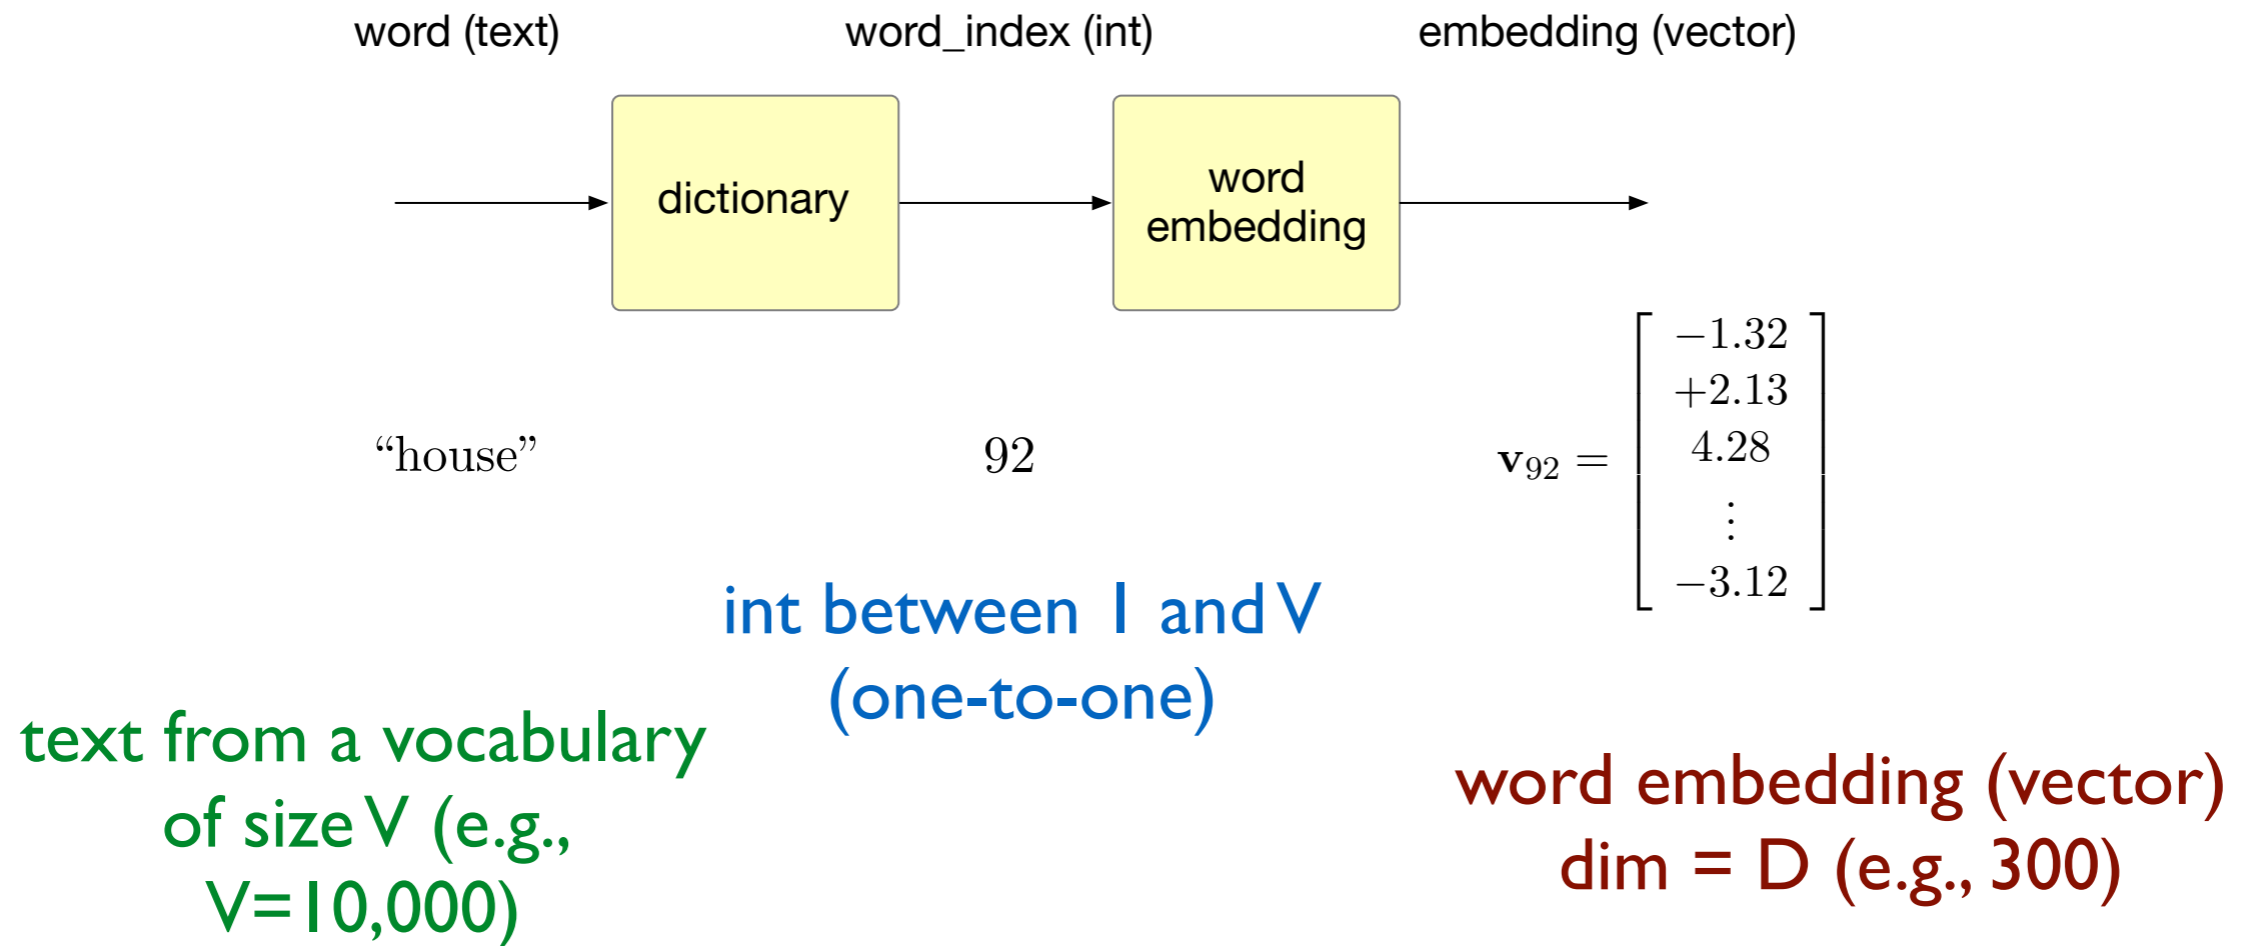 word (text)
word_index (int)
embedding (vector)
dictionary
word
embedding
“house”
92
v₉₂ =
−1.32
+2.13
4.28
⋮
−3.12
int between 1 and V
(one-to-one)
text from a vocabulary
of size V (e.g.,
V=10,000)
word embedding (vector)
dim = D (e.g., 300)